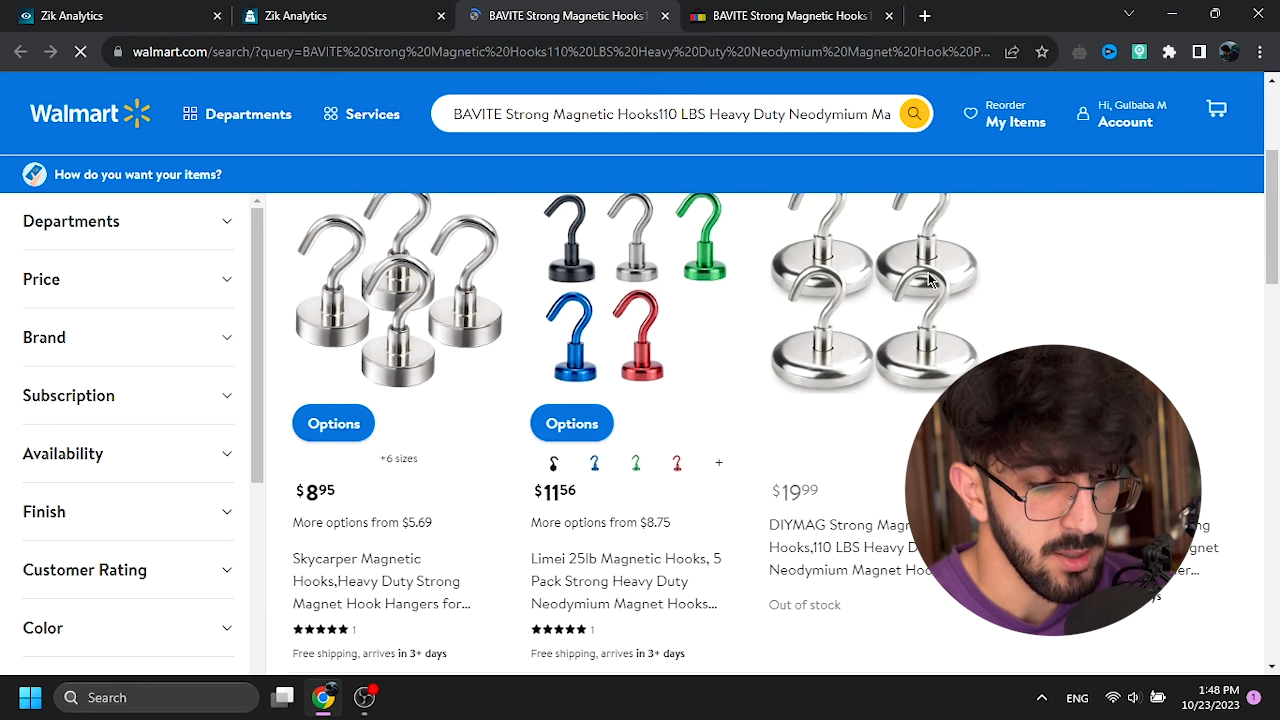 Zik Analytics
Zik Analytics
BAVITE Strong Magnetic Hooks1
BAVITE Strong Magnetic Hooks1
walmart.com/search/?query=BAVITE%20Strong%20Magnetic%20Hooks110%20LBS%20Heavy%20Duty%20Neodymium%20Magnet%20Hook%20P...
Walmart
Departments
Services
BAVITE Strong Magnetic Hooks110 LBS Heavy Duty Neodymium Ma
Reorder
My Items
Hi, Gulbaba M
Account
How do you want your items?
Departments
Price
Brand
Subscription
Availability
Finish
Customer Rating
Color
Options
+6 sizes
$8.95
More options from $5.69
Skycarper Magnetic
Hooks,Heavy Duty Strong
Magnet Hook Hangers for...
1
Free shipping, arrives in 3+ days
Options
+
$11.56
More options from $8.75
Limei 25lb Magnetic Hooks, 5
Pack Strong Heavy Duty
Neodymium Magnet Hooks...
1
Free shipping, arrives in 3+ days
$19.99
DIYMAG Strong
Hooks,110 LBS Heavy
Neodymium Magnet
Out of stock
Search
ENG
1:48 PM
10/23/2023
1